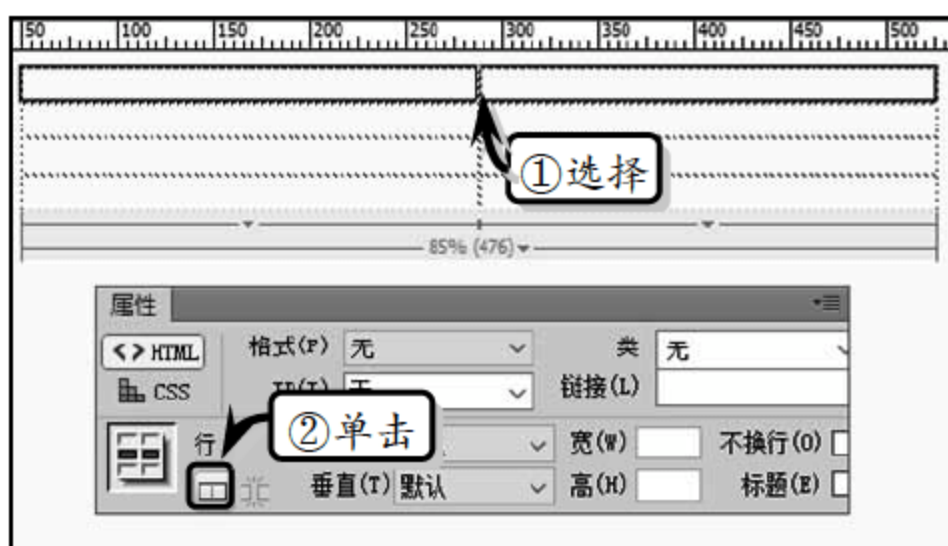 50 100 150 200 250 300 350 400 450 500
①选择
85% (476)
属性
<> HTML 格式(F) 无 类 无
CSS ID(I) 无 链接(L)
行 ②单击 宽(W) 不换行(O)
垂直(T) 默认 高(H) 标题(E)